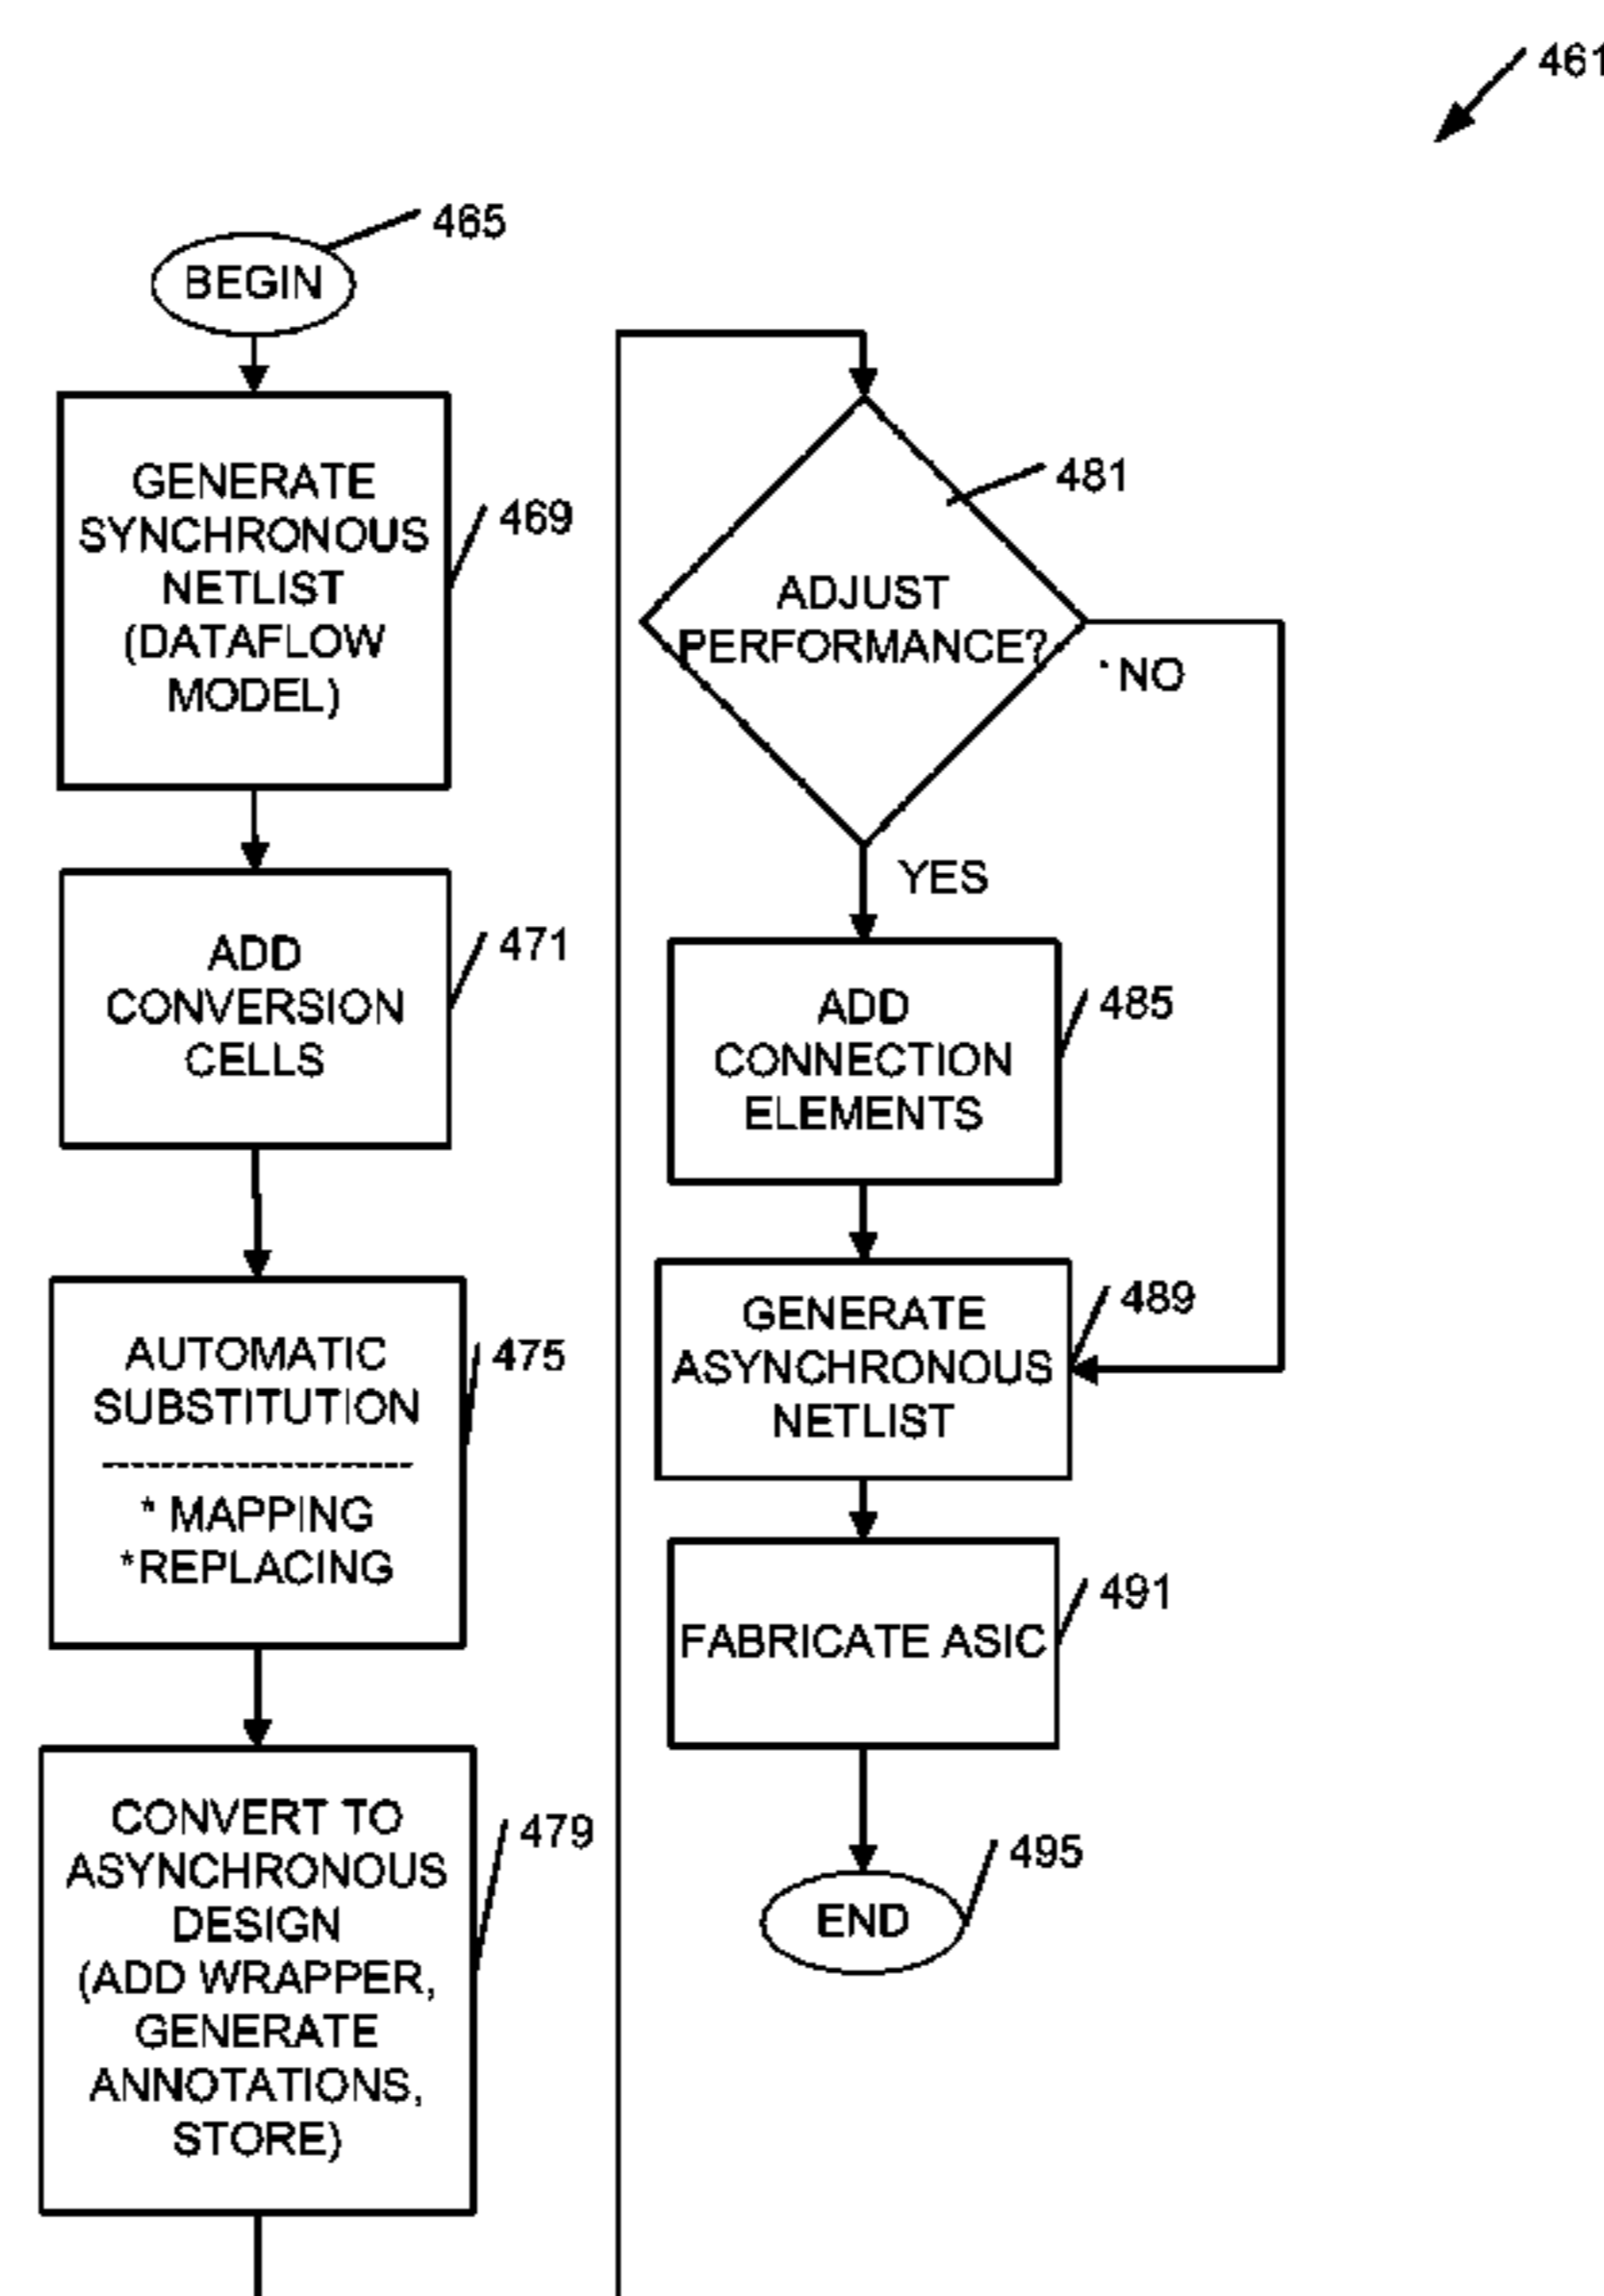 461
465
BEGIN
GENERATE
SYNCHRONOUS
NETLIST
(DATAFLOW
MODEL)
469
ADD
CONVERSION
CELLS
471
AUTOMATIC
SUBSTITUTION
---------------------
* MAPPING
*REPLACING
475
CONVERT TO
ASYNCHRONOUS
DESIGN
(ADD WRAPPER,
GENERATE
ANNOTATIONS,
STORE)
479
481
ADJUST
PERFORMANCE?
NO
YES
ADD
CONNECTION
ELEMENTS
485
GENERATE
ASYNCHRONOUS
NETLIST
489
FABRICATE ASIC
491
495
END